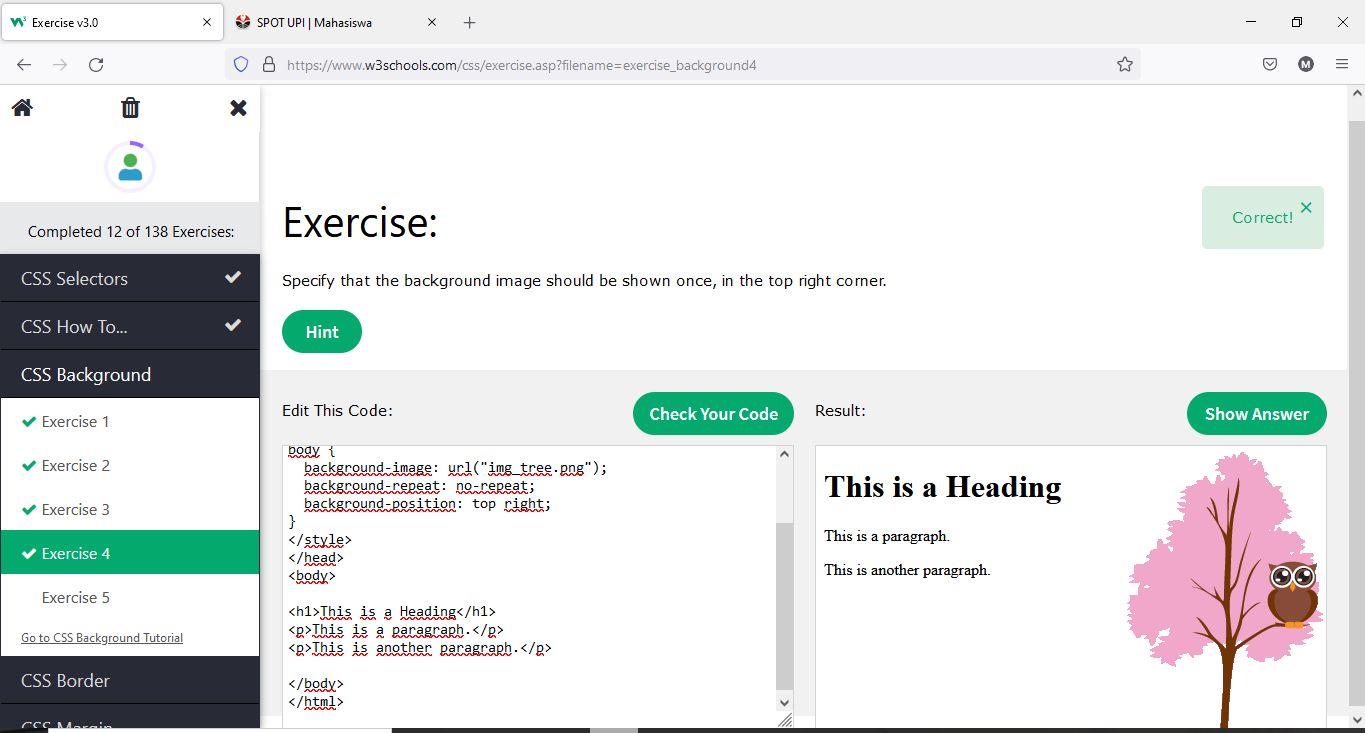 Exercise v3.0
SPOT UPI | Mahasiswa
https://www.w3schools.com/css/exercise.asp?filename=exercise_background4
M
Completed 12 of 138 Exercises:
CSS Selectors
CSS How To...
CSS Background
Exercise 1
Exercise 2
Exercise 3
Exercise 4
Exercise 5
Go to CSS Background Tutorial
CSS Border
CSS Margin
Exercise:
Correct!
Specify that the background image should be shown once, in the top right corner.
Hint
Edit This Code:
Check Your Code
body {
  background-image: url("img_tree.png");
  background-repeat: no-repeat;
  background-position: top right;
}
</style>
</head>
<body>

<h1>This is a Heading</h1>
<p>This is a paragraph.</p>
<p>This is another paragraph.</p>

</body>
</html>
Result:
Show Answer
This is a Heading
This is a paragraph.
This is another paragraph.